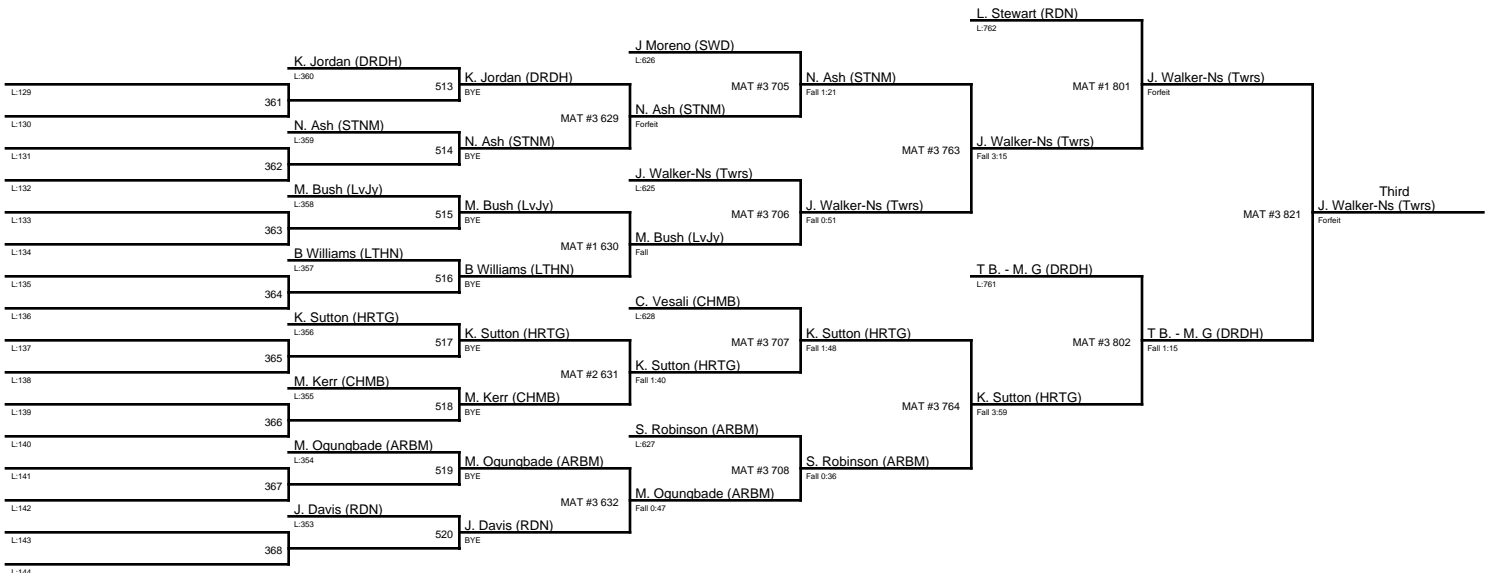 L. Stewart (RDN)
L:762
J Moreno (SWD)
L:626
K. Jordan (DRDH)
L:360
513
K. Jordan (DRDH)
BYE
MAT #3 705
N. Ash (STNM)
Fall 1:21
MAT #1 801
J. Walker-Ns (Twrs)
Forfeit
L:129
361
MAT #3 629
N. Ash (STNM)
Forfeit
L:130
N. Ash (STNM)
L:359
514
N. Ash (STNM)
BYE
MAT #3 763
J. Walker-Ns (Twrs)
Fall 3:15
L:131
362
L:132
J. Walker-Ns (Twrs)
L:625
M. Bush (LvJy)
L:358
515
M. Bush (LvJy)
BYE
MAT #3 706
J. Walker-Ns (Twrs)
Fall 0:51
MAT #3 821
Third
J. Walker-Ns (Twrs)
Forfeit
L:133
363
MAT #1 630
M. Bush (LvJy)
Fall
L:134
B Williams (LTHN)
L:357
516
B Williams (LTHN)
BYE
T B. - M. G (DRDH)
L:761
L:135
364
L:136
C. Vesali (CHMB)
L:628
K. Sutton (HRTG)
L:356
517
K. Sutton (HRTG)
BYE
MAT #3 707
K. Sutton (HRTG)
Fall 1:48
MAT #3 802
T B. - M. G (DRDH)
Fall 1:15
L:137
365
MAT #2 631
K. Sutton (HRTG)
Fall 1:40
L:138
M. Kerr (CHMB)
L:355
518
M. Kerr (CHMB)
BYE
MAT #3 764
K. Sutton (HRTG)
Fall 3:59
L:139
366
L:140
S. Robinson (ARBM)
L:627
M. Ogungbade (ARBM)
L:354
519
M. Ogungbade (ARBM)
BYE
MAT #3 708
S. Robinson (ARBM)
Fall 0:36
L:141
367
MAT #3 632
M. Ogungbade (ARBM)
Fall 0:47
L:142
J. Davis (RDN)
L:353
520
J. Davis (RDN)
BYE
L:143
368
L:144